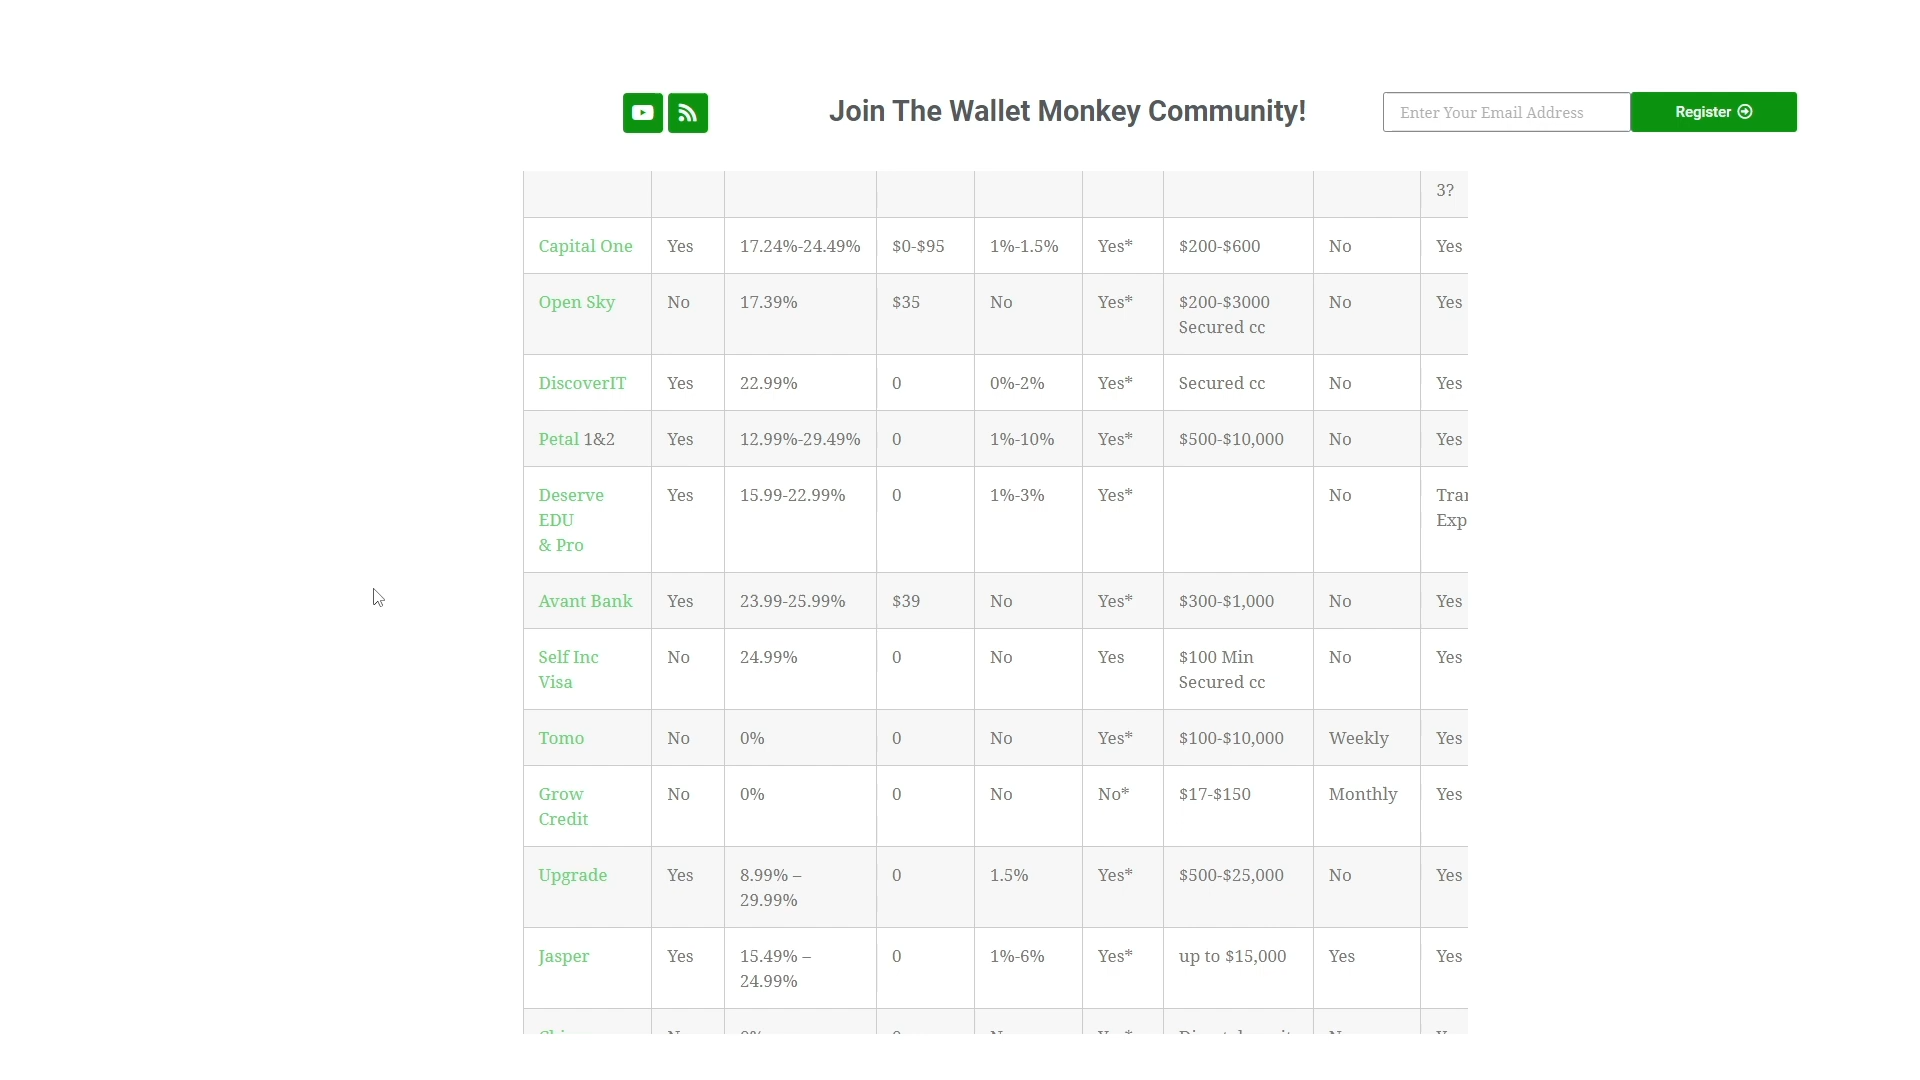 Join The Wallet Monkey Community!
Enter Your Email Address
Register
3?
Capital One Yes 17.24%-24.49% $0-$95 1%-1.5% Yes* $200-$600 No Yes
Open Sky No 17.39% $35 No Yes* $200-$3000 No Yes
Secured cc
DiscoverIT Yes 22.99% 0 0%-2% Yes* Secured cc No Yes
Petal 1&2 Yes 12.99%-29.49% 0 1%-10% Yes* $500-$10,000 No Yes
Deserve Yes 15.99-22.99% 0 1%-3% Yes* No Tran
EDU Exp
& Pro
Avant Bank Yes 23.99-25.99% $39 No Yes* $300-$1,000 No Yes
Self Inc No 24.99% 0 No Yes $100 Min No Yes
Visa Secured cc
Tomo No 0% 0 No Yes* $100-$10,000 Weekly Yes
Grow No 0% 0 No No* $17-$150 Monthly Yes
Credit
Upgrade Yes 8.99% – 0 1.5% Yes* $500-$25,000 No Yes
29.99%
Jasper Yes 15.49% – 0 1%-6% Yes* up to $15,000 Yes Yes
24.99%